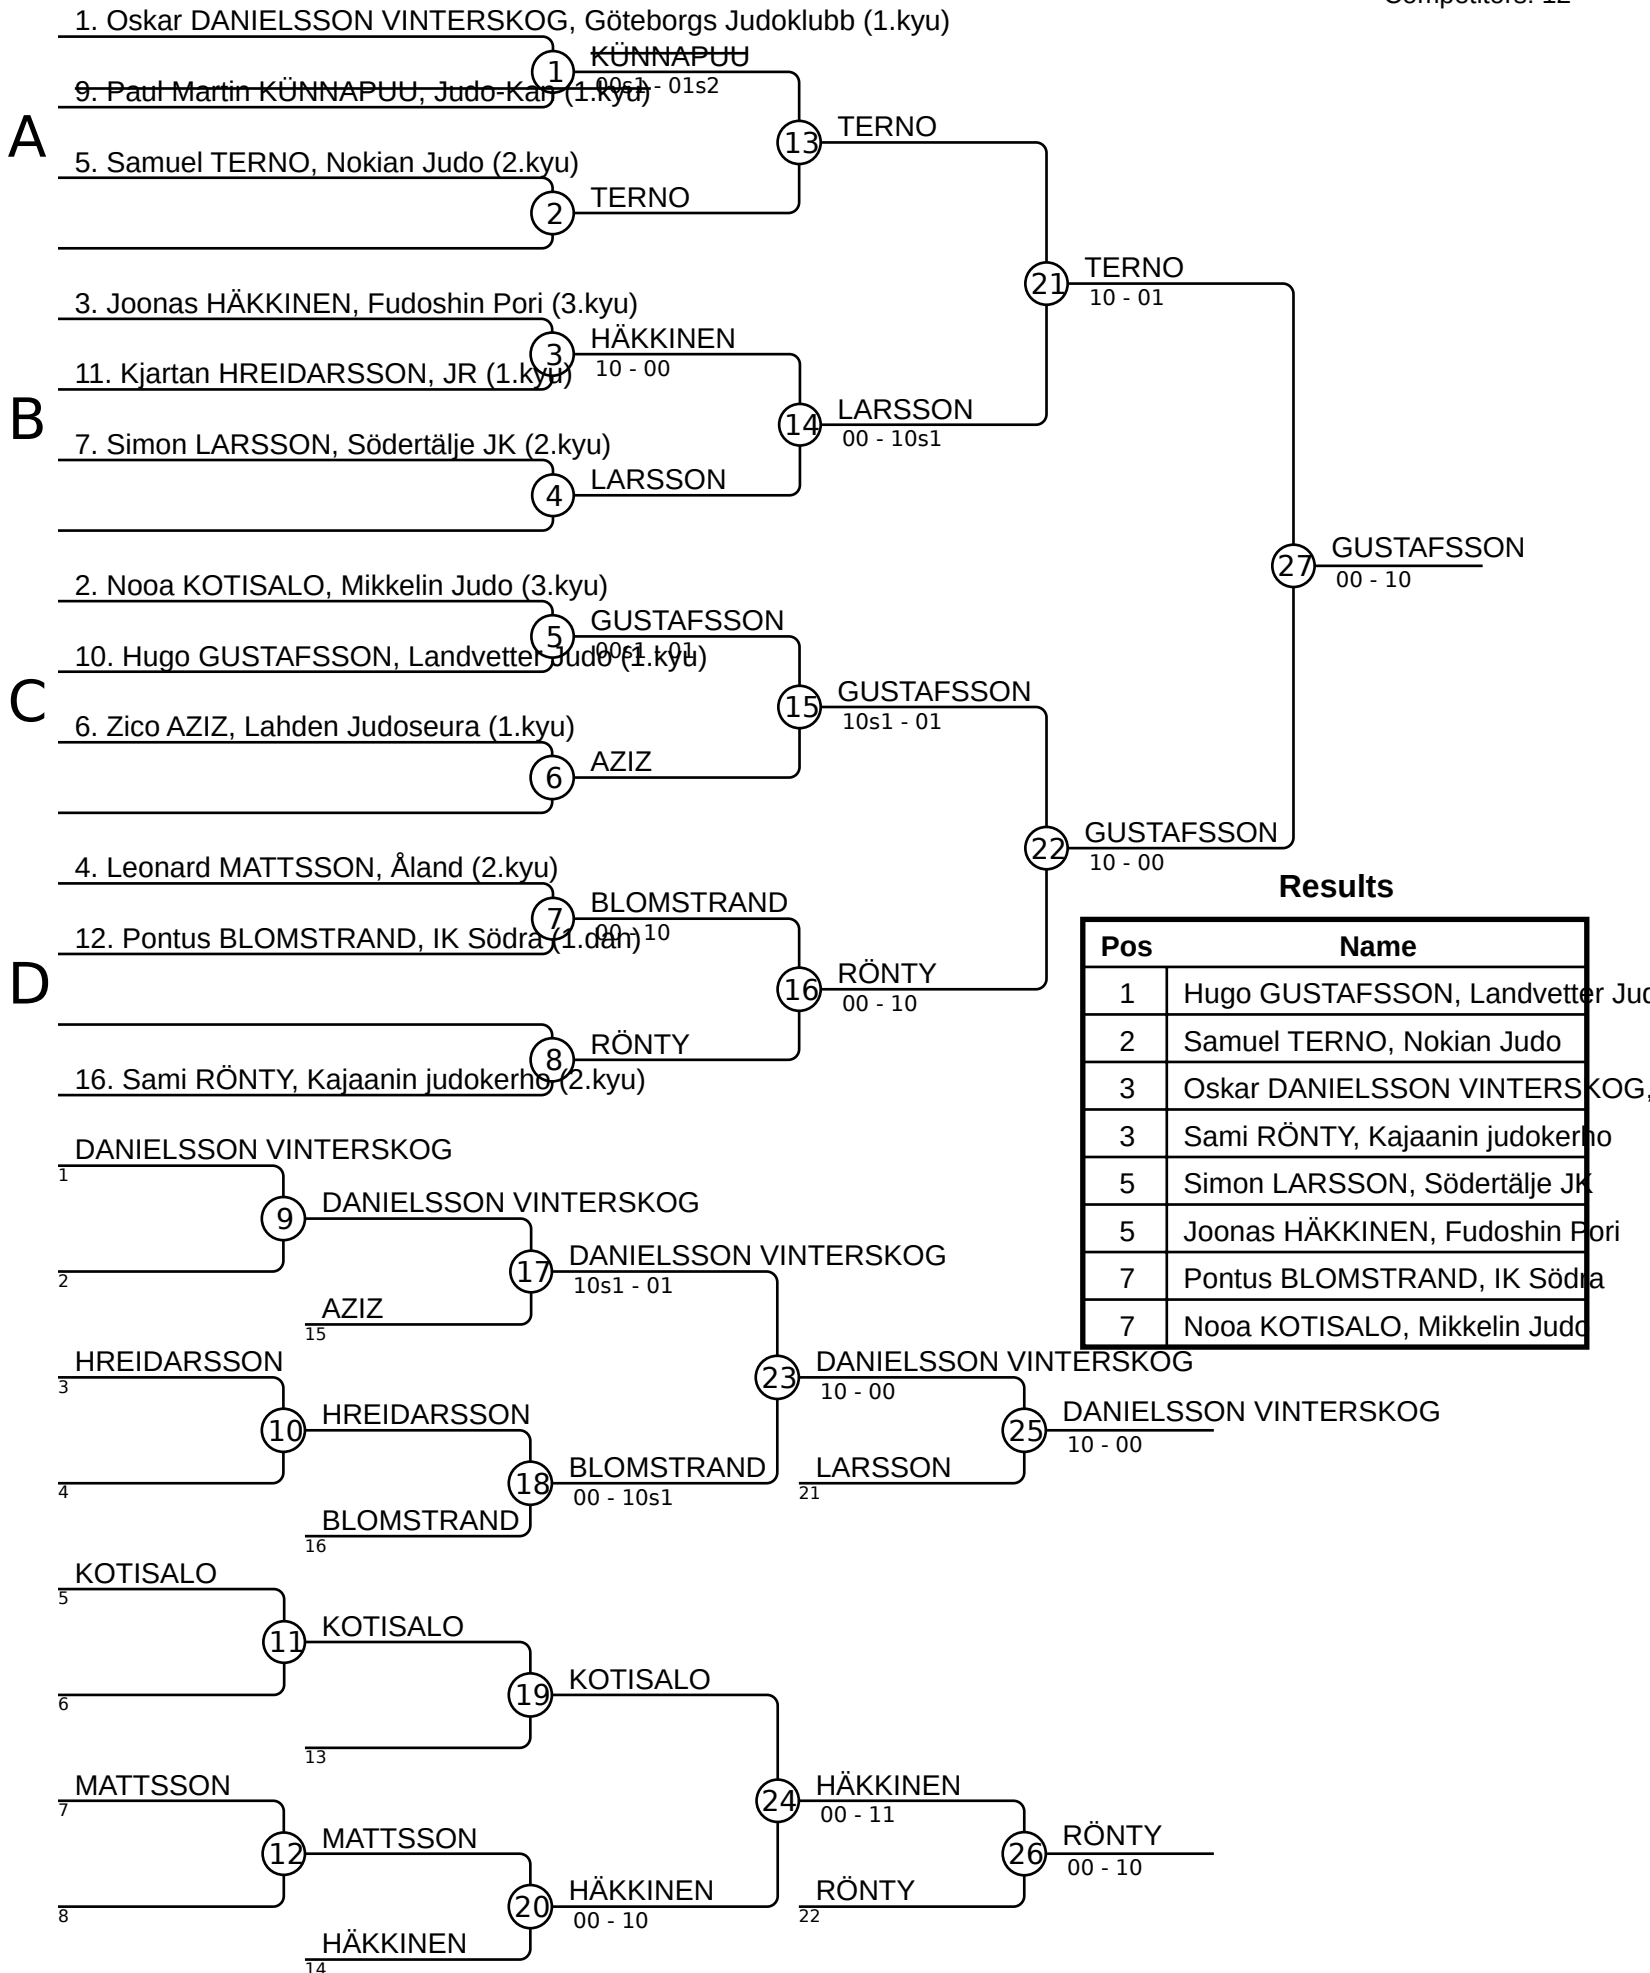 1. Oskar DANIELSSON VINTERSKOG, Göteborgs Judoklubb (1.kyu)
1
KÜNNAPUU
00s1 - 01s2
9. Paul Martin KÜNNAPUU, Judo-Kan (1.kyu)
A
13
TERNO
5. Samuel TERNO, Nokian Judo (2.kyu)
2
TERNO
21
TERNO
10 - 01
3. Joonas HÄKKINEN, Fudoshin Pori (3.kyu)
3
HÄKKINEN
10 - 00
11. Kjartan HREIDARSSON, JR (1.kyu)
B
14
LARSSON
00 - 10s1
7. Simon LARSSON, Södertälje JK (2.kyu)
4
LARSSON
27
GUSTAFSSON
00 - 10
2. Nooa KOTISALO, Mikkelin Judo (3.kyu)
5
GUSTAFSSON
00s1 - 01
10. Hugo GUSTAFSSON, Landvetter Judo (1.kyu)
C
15
GUSTAFSSON
10s1 - 01
6. Zico AZIZ, Lahden Judoseura (1.kyu)
6
AZIZ
22
GUSTAFSSON
10 - 00
4. Leonard MATTSSON, Åland (2.kyu)
7
BLOMSTRAND
00 - 10
12. Pontus BLOMSTRAND, IK Södra (1.dan)
D
16
RÖNTY
00 - 10
8
RÖNTY
16. Sami RÖNTY, Kajaanin judokerho (2.kyu)
Results
Pos Name
1 Hugo GUSTAFSSON, Landvetter
2 Samuel TERNO, Nokian Judo
3 Oskar DANIELSSON VINTERSKOG,
3 Sami RÖNTY, Kajaanin judokerho
5 Simon LARSSON, Södertälje JK
5 Joonas HÄKKINEN, Fudoshin Pori
7 Pontus BLOMSTRAND, IK Södra
7 Nooa KOTISALO, Mikkelin Judo
DANIELSSON VINTERSKOG
1
9
DANIELSSON VINTERSKOG
2
17
DANIELSSON VINTERSKOG
10s1 - 01
AZIZ
15
HREIDARSSON
3
23
DANIELSSON VINTERSKOG
10 - 00
10
HREIDARSSON
25
DANIELSSON VINTERSKOG
10 - 00
4
18
BLOMSTRAND
00 - 10s1
LARSSON
21
BLOMSTRAND
16
KOTISALO
5
11
KOTISALO
6
19
KOTISALO
13
MATTSSON
7
24
HÄKKINEN
00 - 11
12
MATTSSON
26
RÖNTY
00 - 10
8
20
HÄKKINEN
00 - 10
RÖNTY
22
HÄKKINEN
14